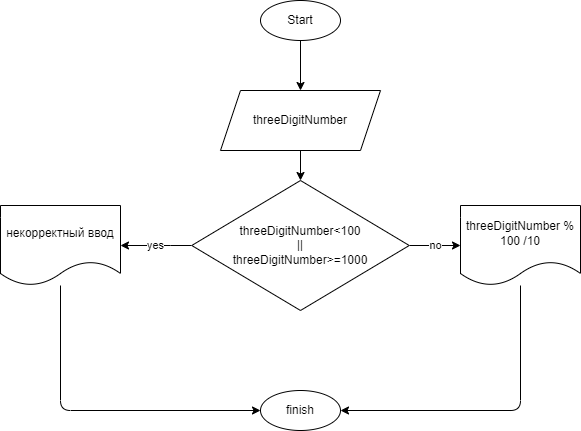 Start
threeDigitNumber
threeDigitNumber<100
||
threeDigitNumber>=1000
некорректный ввод
yes
no
threeDigitNumber %
100 /10
finish